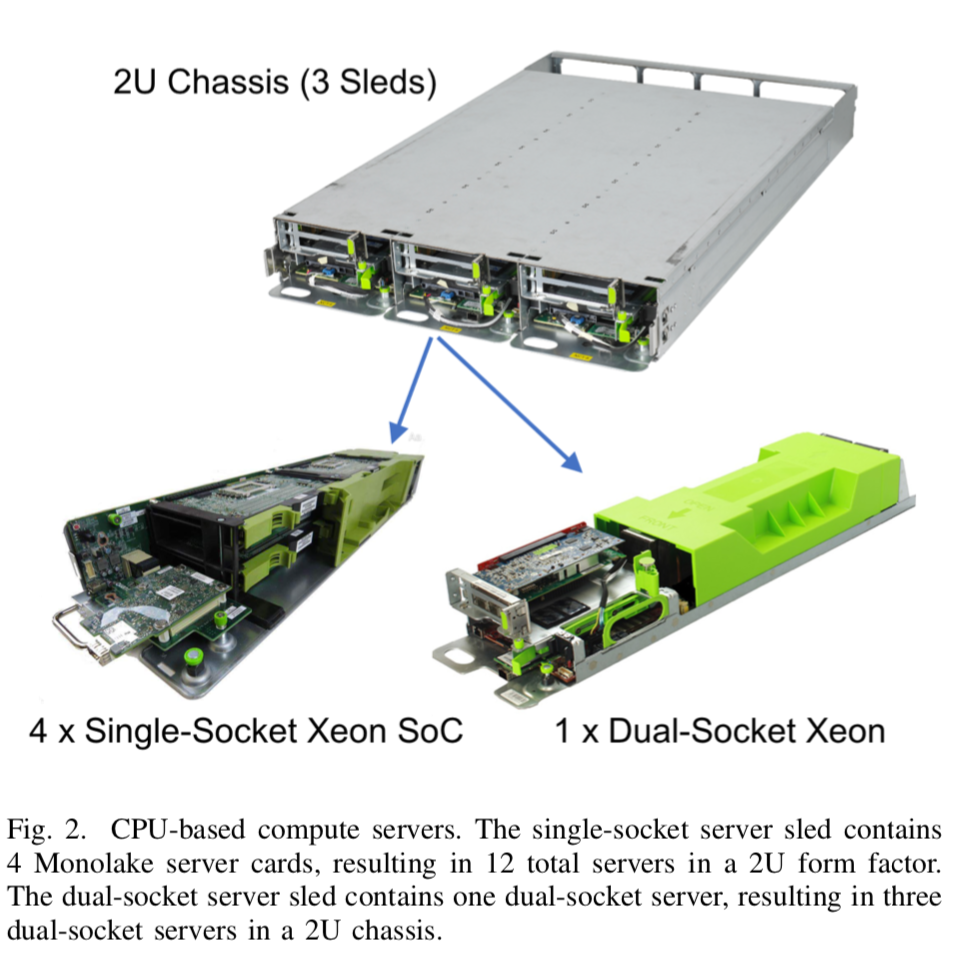 2U Chassis (3 Sleds)
OPEN
FRONT
4 x Single-Socket Xeon SoC
1 x Dual-Socket Xeon
Fig. 2. CPU-based compute servers. The single-socket server sled contains
4 Monolake server cards, resulting in 12 total servers in a 2U form factor.
The dual-socket server sled contains one dual-socket server, resulting in three
dual-socket servers in a 2U chassis.